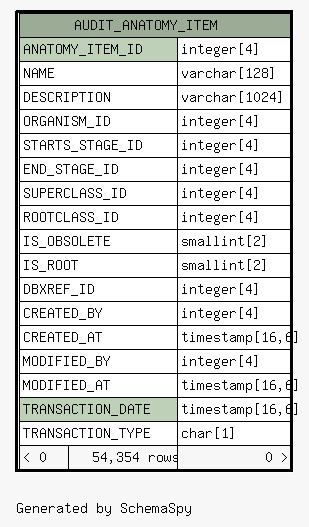 AUDIT_ANATOMY_ITEM
ANATOMY_ITEM_ID integer[4]
NAME varchar[128]
DESCRIPTION varchar[1024]
ORGANISM_ID integer[4]
STARTS_STAGE_ID integer[4]
END_STAGE_ID integer[4]
SUPERCLASS_ID integer[4]
ROOTCLASS_ID integer[4]
IS_OBSOLETE smallint[2]
IS_ROOT smallint[2]
DBXREF_ID integer[4]
CREATED_BY integer[4]
CREATED_AT timestamp[16,6]
MODIFIED_BY integer[4]
MODIFIED_AT timestamp[16,6]
TRANSACTION_DATE timestamp[16,6]
TRANSACTION_TYPE char[1]
< 0 54,354 rows 0 >
Generated by SchemaSpy